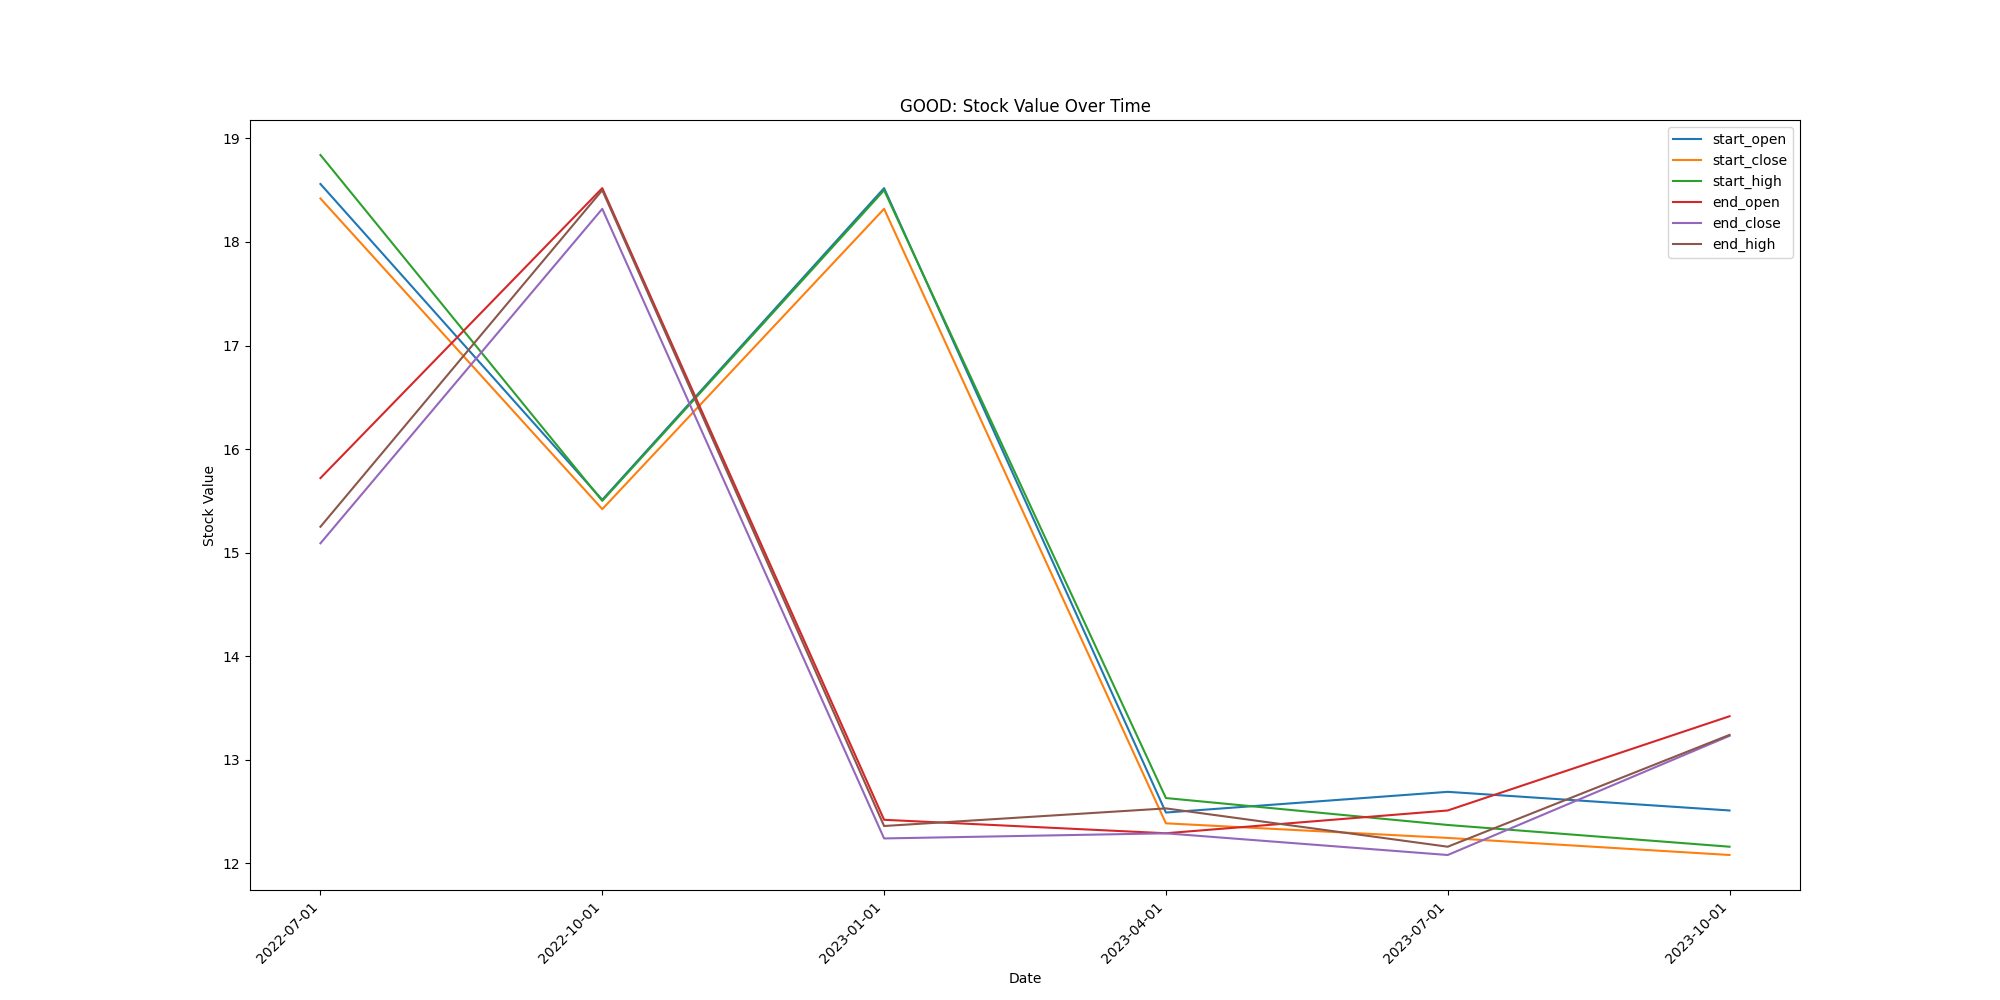 GOOD: Stock Value Over Time
start_open
start_close
start_high
end_open
end_close
end_high
Stock Value
19
18
17
16
15
14
13
12
2022-07-01
2022-10-01
2023-01-01
2023-04-01
2023-07-01
2023-10-01
Date